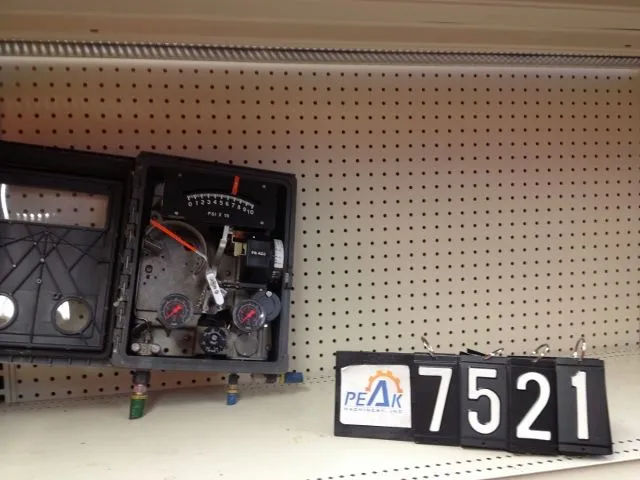 0 1 2 3 4 5 6 7 8 9 10
PSI X 10
PEAK
MACHINERY, INC
7521